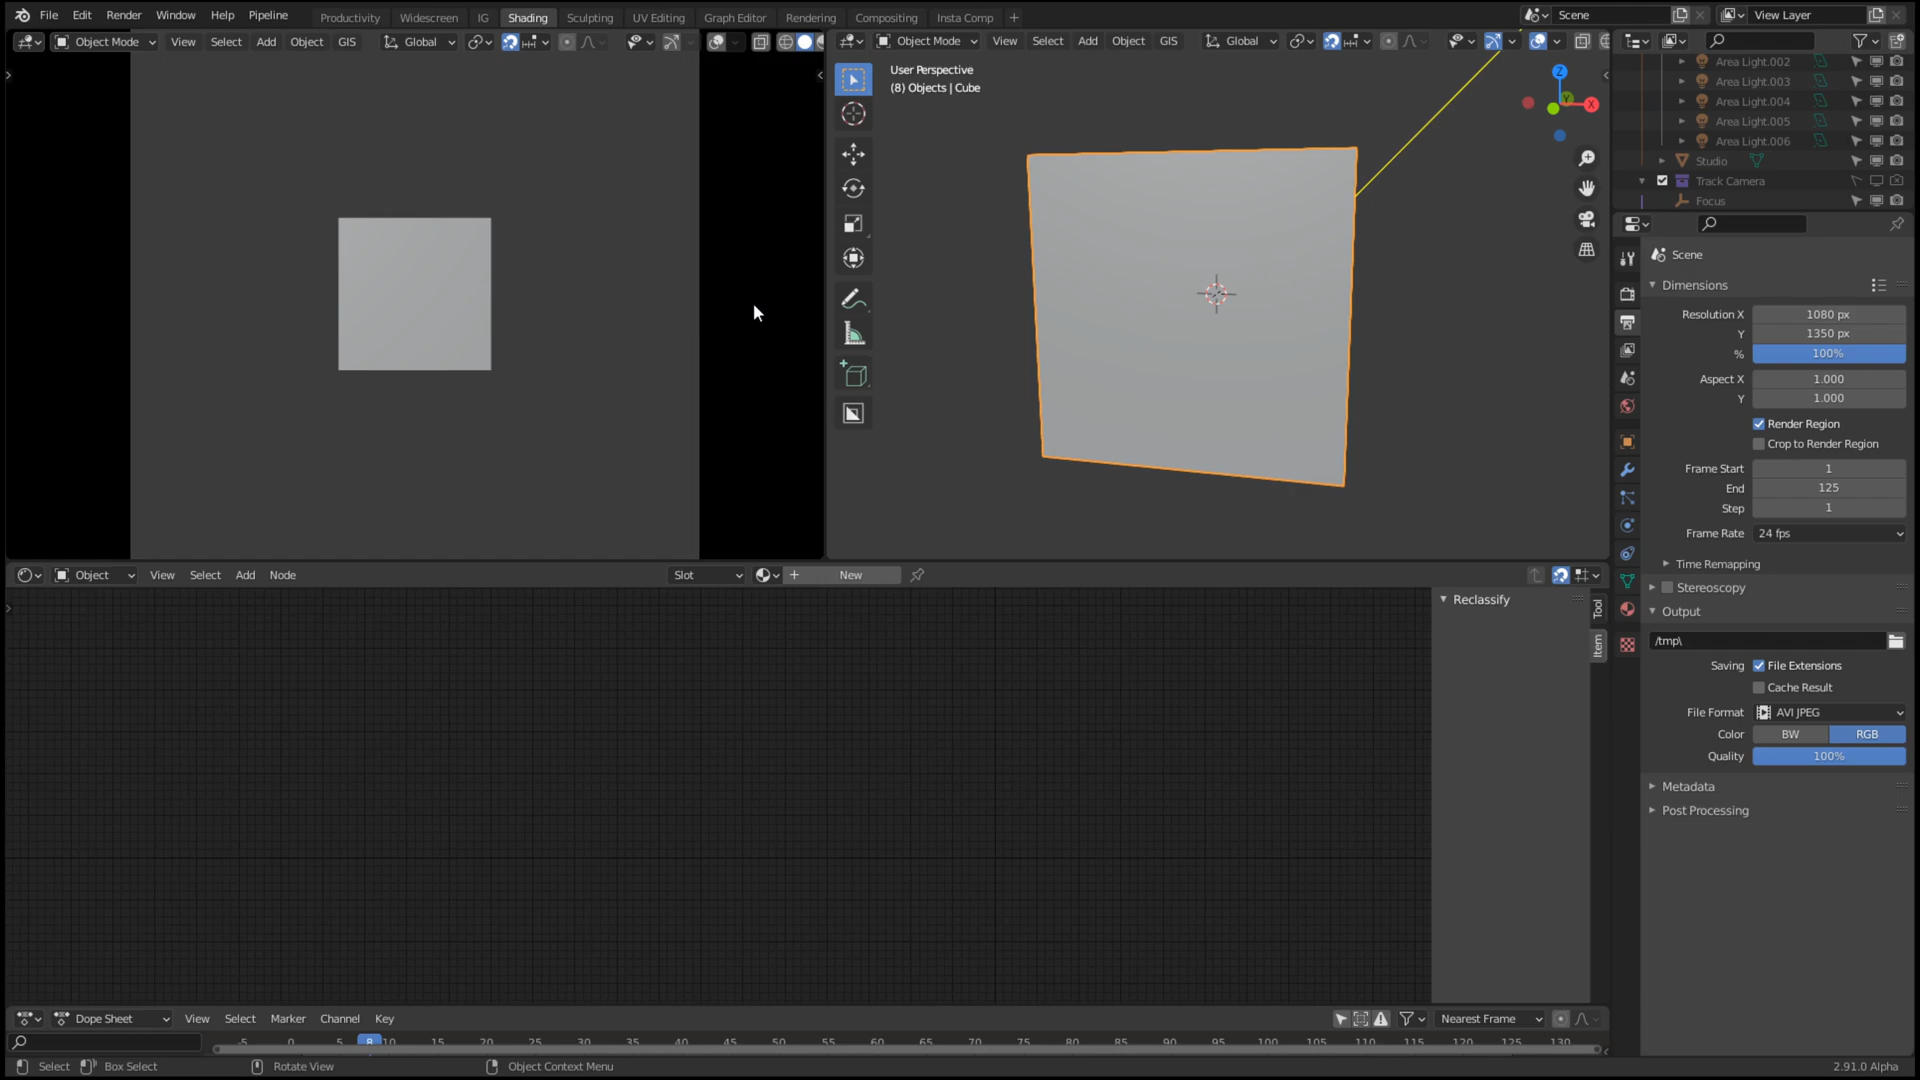 File Edit Render Window Help Pipeline Productivity Widescreen IG Shading Sculpting UV Editing Graph Editor Rendering Compositing Insta Comp + Scene View Layer
Object Mode View Select Add Object GIS Global
Object Mode View Select Add Object GIS Global
User Perspective
(8) Objects | Cube
Z
Y
X
Area Light.002
Area Light.003
Area Light.004
Area Light.005
Area Light.006
Studio
Track Camera
Focus
Scene
Dimensions
Resolution X 1080 px
Y 1350 px
% 100%
Aspect X 1.000
Y 1.000
Render Region
Crop to Render Region
Frame Start 1
End 125
Step 1
Frame Rate 24 fps
Time Remapping
Stereoscopy
Output
/tmp\
Saving File Extensions
Cache Result
File Format AVI JPEG
Color BW RGB
Quality 100%
Metadata
Post Processing
Object View Select Add Object Node Slot + New
Reclassify
Tool
Item
Dope Sheet View Select Marker Channel Key Nearest Frame
-5 0 5 8 10 15 20 25 30 35 40 45 50 55 60 65 70 75 80 85 90 95 100 105 110 115 120 125 130
Select Box Select Rotate View Object Context Menu 2.91.0 Alpha